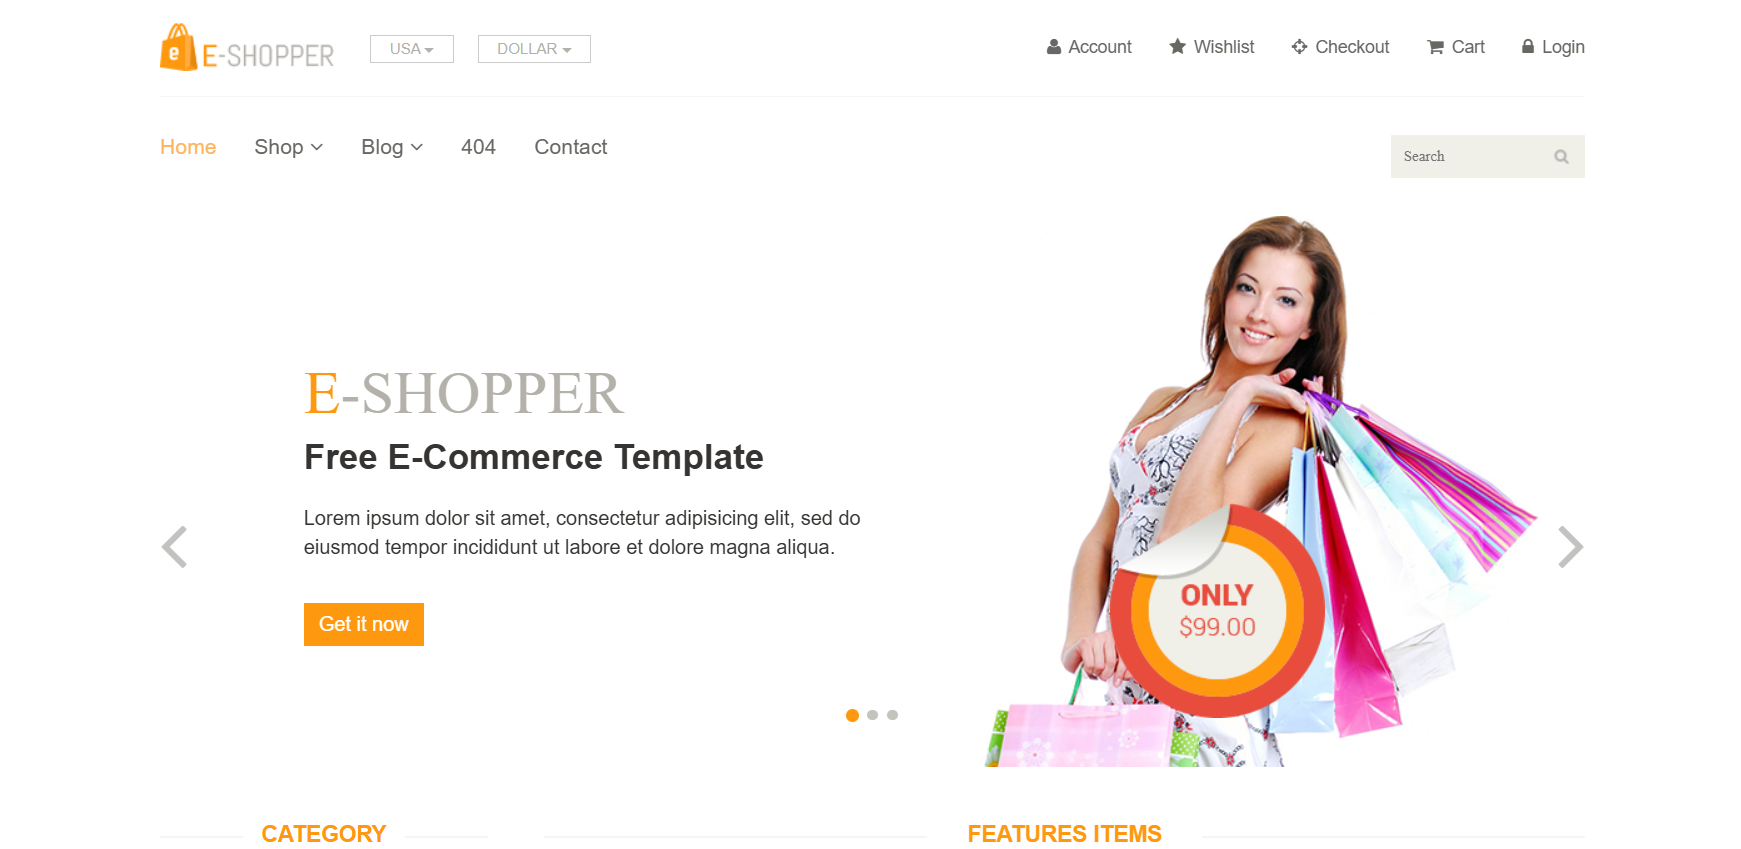 E-SHOPPER
USA
DOLLAR
Account
Wishlist
Checkout
Cart
Login
Home
Shop
Blog
404
Contact
Search
E-SHOPPER
Free E-Commerce Template
Lorem ipsum dolor sit amet, consectetur adipisicing elit, sed do
eiusmod tempor incididunt ut labore et dolore magna aliqua.
Get it now
ONLY
$99.00
CATEGORY
FEATURES ITEMS